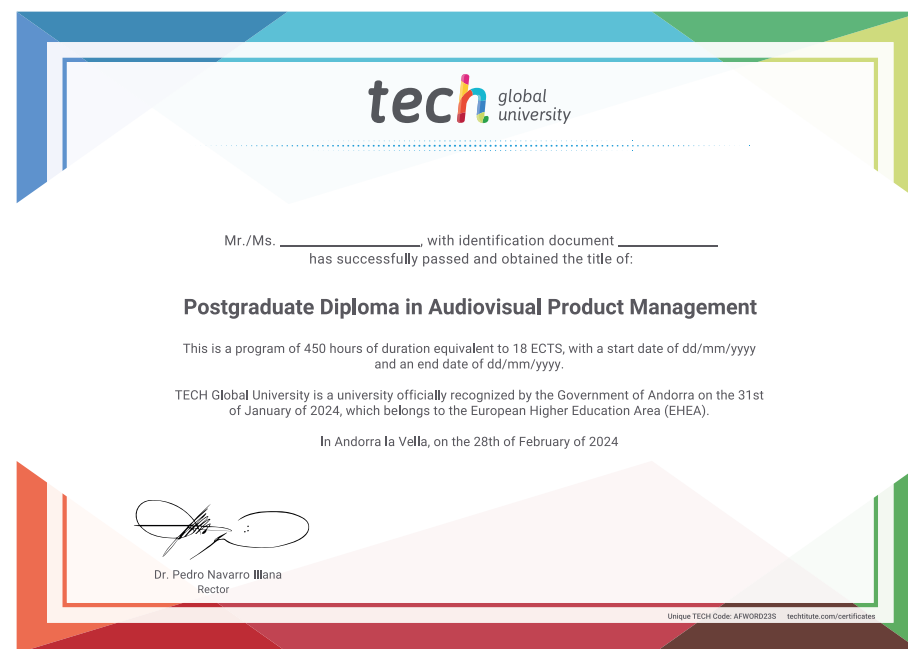 tech global
university
Mr./Ms. ____________, with identification document ____________
has successfully passed and obtained the title of:
Postgraduate Diploma in Audiovisual Product Management
This is a program of 450 hours of duration equivalent to 18 ECTS, with a start date of dd/mm/yyyy
and an end date of dd/mm/yyyy.
TECH Global University is a university officially recognized by the Government of Andorra on the 31st
of January of 2024, which belongs to the European Higher Education Area (EHEA).
In Andorra la Vella, on the 28th of February of 2024
Dr. Pedro Navarro Illana
Rector
Unique TECH Code: AFWORD23S techtitute.com/certificates